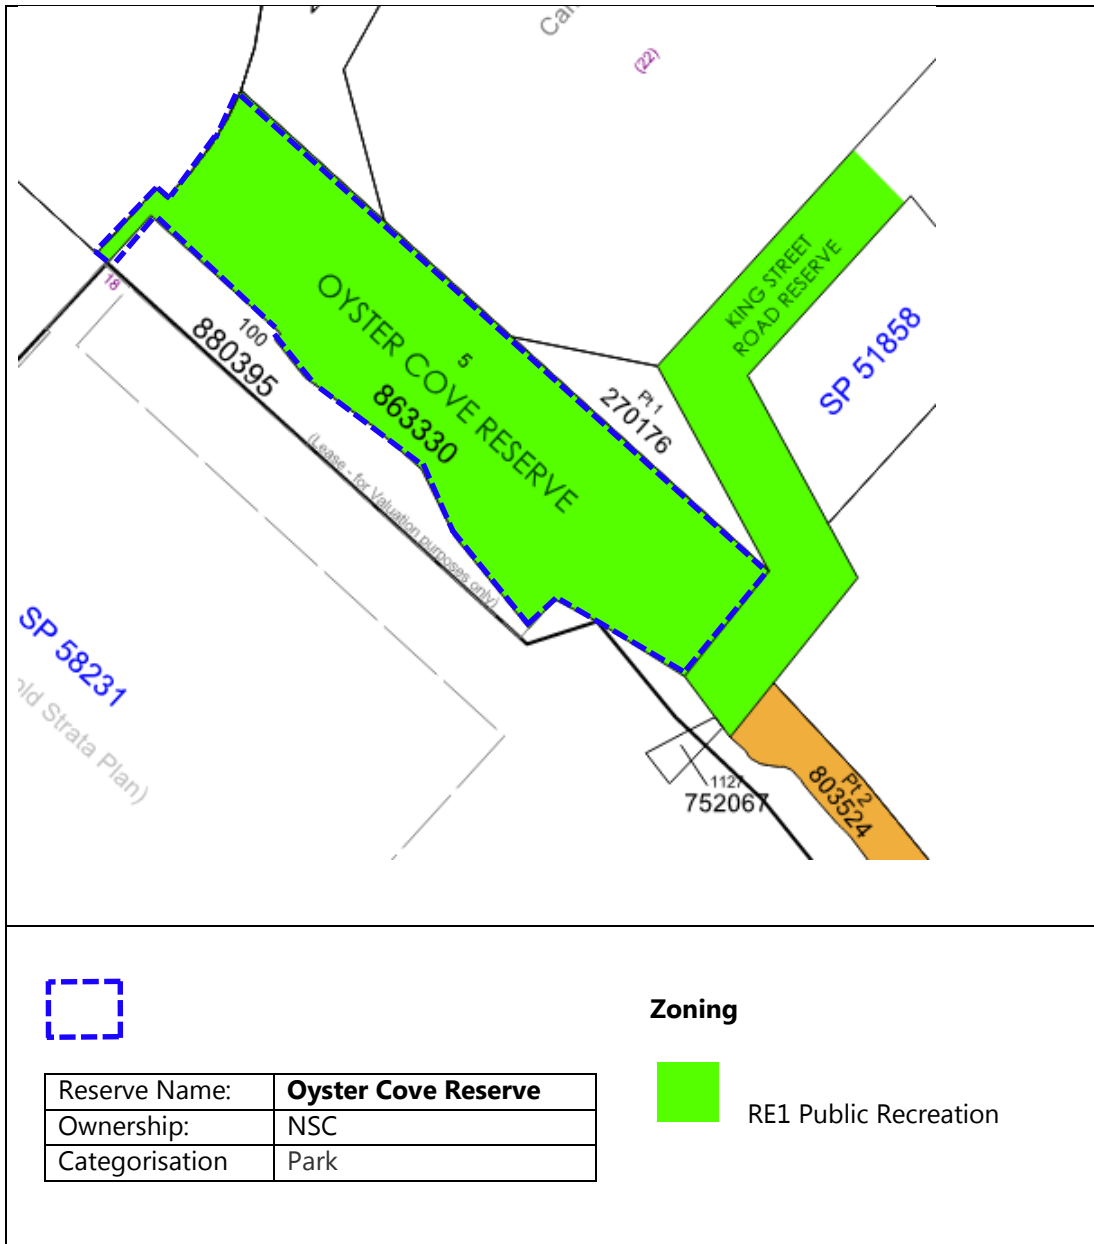 (22)
KING STREET
ROAD RESERVE
SP 51858
18
100
880395
OYSTER COVE RESERVE
5
863330
Pt 1
270176
(Lease - for Valuation purposes only)
SP 58231
Strata Plan)
1127
752067
Pt 2
803524
Zoning
Reserve Name: Oyster Cove Reserve
Ownership: NSC
Categorisation Park
RE1 Public Recreation